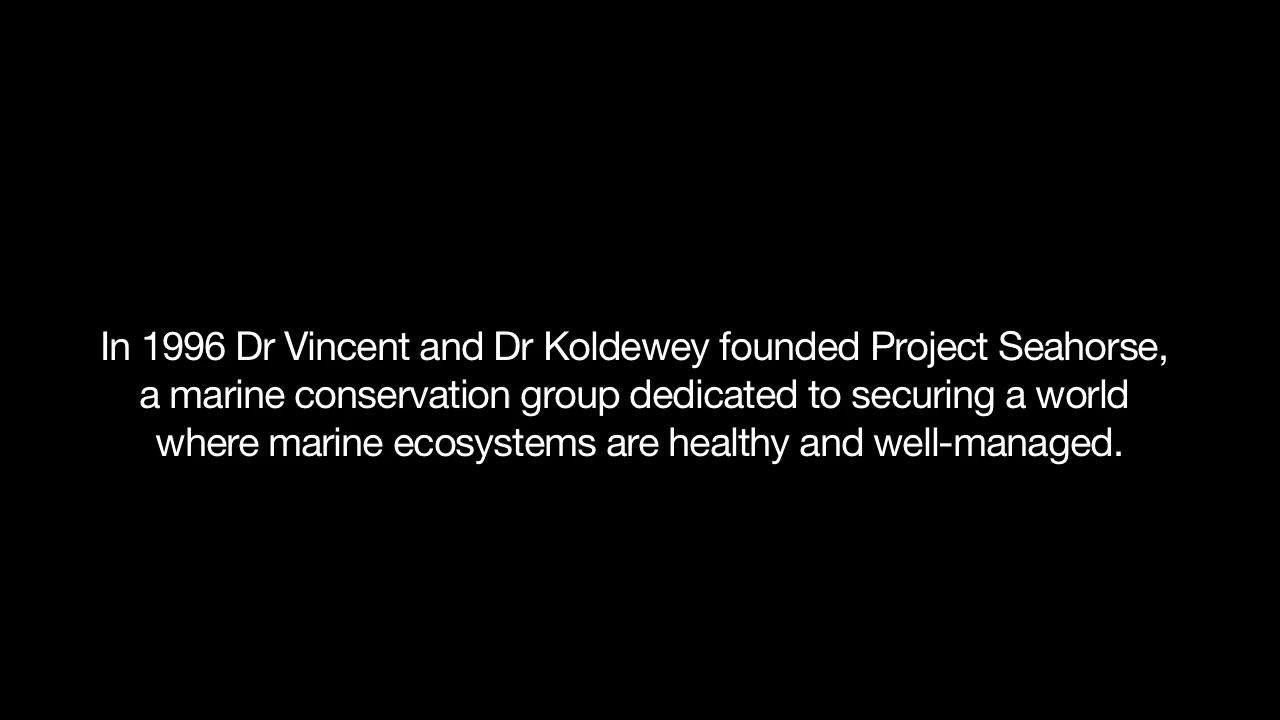 In 1996 Dr Vincent and Dr Koldewey founded Project Seahorse,
a marine conservation group dedicated to securing a world
where marine ecosystems are healthy and well-managed.